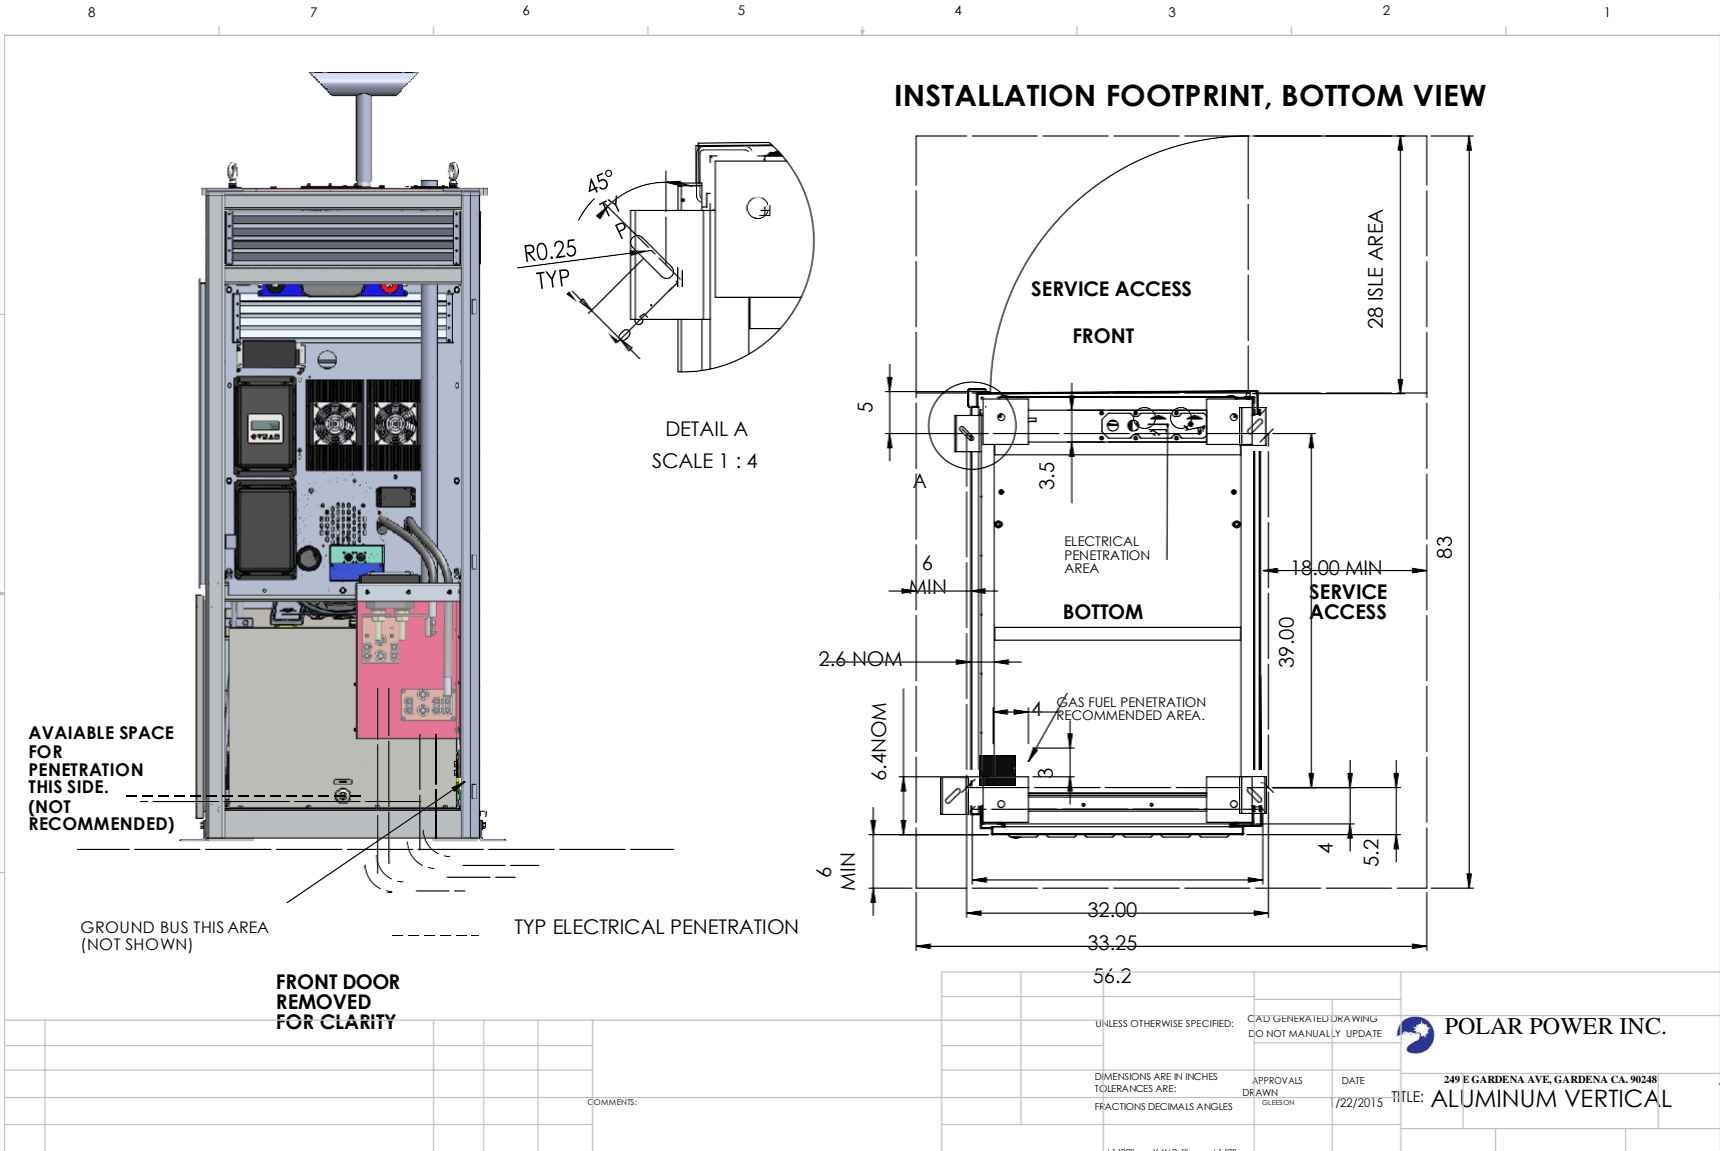 8 7 6 5 4 3 2 1
INSTALLATION FOOTPRINT, BOTTOM VIEW
45°
TY
P
R0.25
TYP
DETAIL A
SCALE 1 : 4
SERVICE ACCESS
FRONT
28 ISLE AREA
5
A
3.5
ELECTRICAL
PENETRATION
AREA
6
MIN
BOTTOM
18.00 MIN
SERVICE
ACCESS
83
39.00
2.6 NOM
GAS FUEL PENETRATION
RECOMMENDED AREA.
4
3
6.4NOM
6
MIN
4
5.2
32.00
33.25
56.2
AVAIABLE SPACE
FOR
PENETRATION
THIS SIDE.
(NOT
RECOMMENDED)
GROUND BUS THIS AREA
(NOT SHOWN)
TYP ELECTRICAL PENETRATION
FRONT DOOR
REMOVED
FOR CLARITY
COMMENTS:
UNLESS OTHERWISE SPECIFIED:
CAD GENERATED DRAWING
DO NOT MANUALLY UPDATE
DIMENSIONS ARE IN INCHES
TOLERANCES ARE:
FRACTIONS DECIMALS ANGLES
APPROVALS
DATE
DRAWN
GLEESON
/22/2015
POLAR POWER INC.
249 E GARDENA AVE, GARDENA CA. 90248
TITLE: ALUMINUM VERTICAL